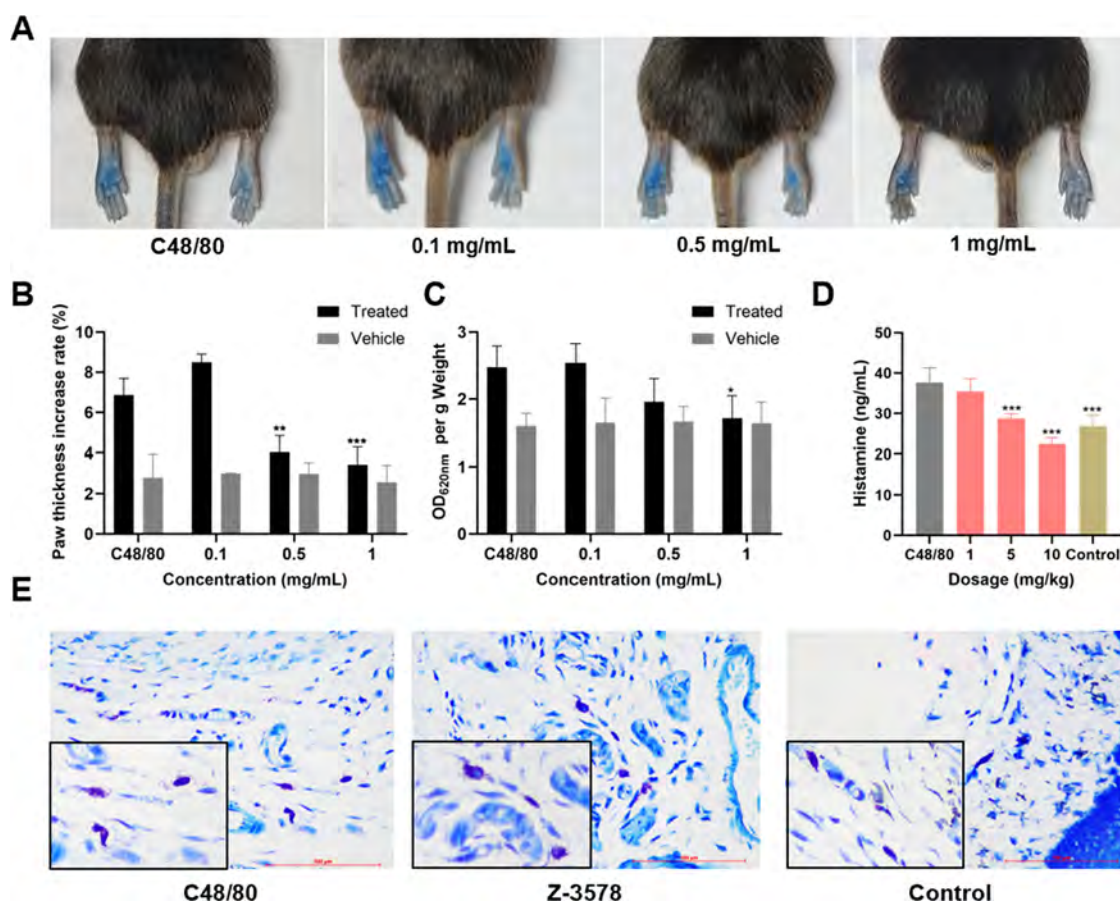 A
C48/80
0.1 mg/mL
0.5 mg/mL
1 mg/mL
B
Paw thickness increase rate (%)
10
8
6
4
2
0
Treated
Vehicle
**
***
C48/80
0.1
0.5
1
Concentration (mg/mL)
C
OD620nm per g Weight
3
2
1
0
Treated
Vehicle
*
C48/80
0.1
0.5
1
Concentration (mg/mL)
D
Histamine (ng/mL)
50
40
30
20
10
0
***
***
***
C48/80
1
5
10
Control
Dosage (mg/kg)
E
C48/80
Z-3578
Control